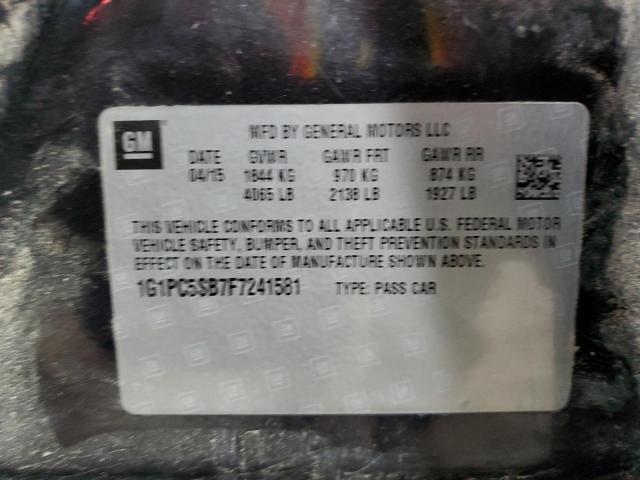 GM
MFD BY GENERAL MOTORS LLC
DATE GVWR GAWR FRT GAWR RR
04/15 1844 KG 970 KG 874 KG
4065 LB 2138 LB 1927 LB
THIS VEHICLE CONFORMS TO ALL APPLICABLE U.S. FEDERAL MOTOR
VEHICLE SAFETY, BUMPER, AND THEFT PREVENTION STANDARDS IN
EFFECT ON THE DATE OF MANUFACTURE SHOWN ABOVE.
1G1PC5SB7F7241581 TYPE: PASS CAR